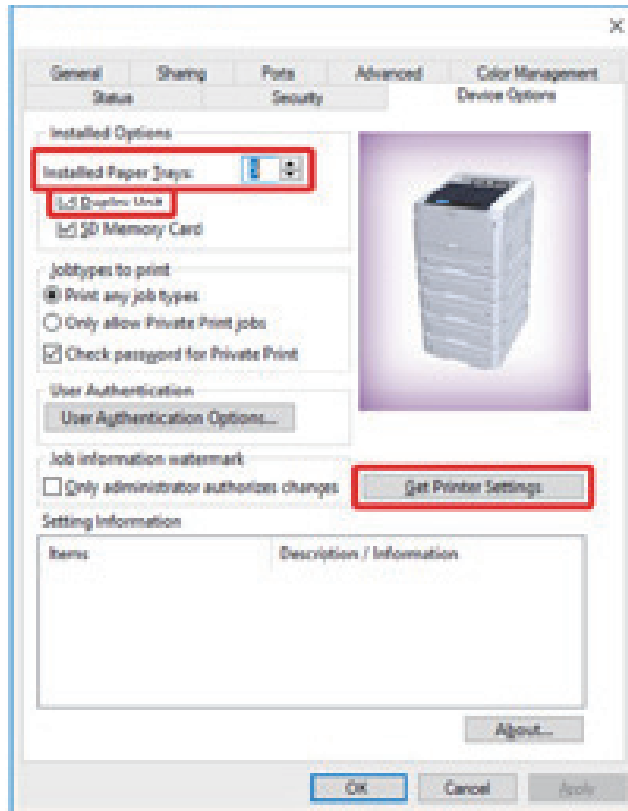 General Sharing Ports Advanced Color Management
Status Security Device Options
Installed Options
Installed Paper Trays:
Duplex Unit
SD Memory Card
Jobtypes to print
Print any job types
Only allow Private Print jobs
Check password for Private Print
User Authentication
User Authentication Options...
Job information watermark
Only administrator authorizes changes
Get Printer Settings
Setting Information
Items Description / Information
About...
OK Cancel Apply